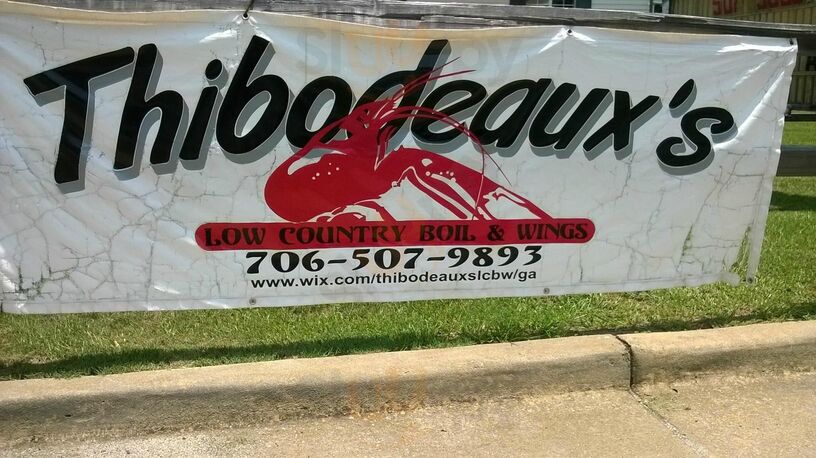 Thibodeaux's
LOW COUNTRY BOIL & WINGS
706-507-9893
www.wix.com/thibodeauxslcbw/ga